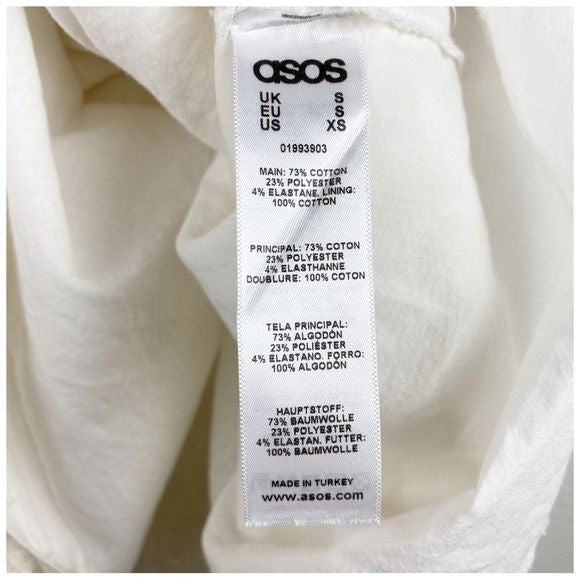 asos
UK S
EU S
US XS
01993903
MAIN: 73% COTTON
23% POLYESTER
4% ELASTANE. LINING:
100% COTTON
PRINCIPAL: 73% COTON
23% POLYESTER
4% ELASTHANNE
DOUBLURE: 100% COTON
TELA PRINCIPAL:
73% ALGODÓN
23% POLIÉSTER
4% ELASTANO. FORRO:
100% ALGODÓN
HAUPTSTOFF:
73% BAUMWOLLE
23% POLYESTER
4% ELASTAN. FUTTER:
100% BAUMWOLLE
MADE IN TURKEY
www.asos.com